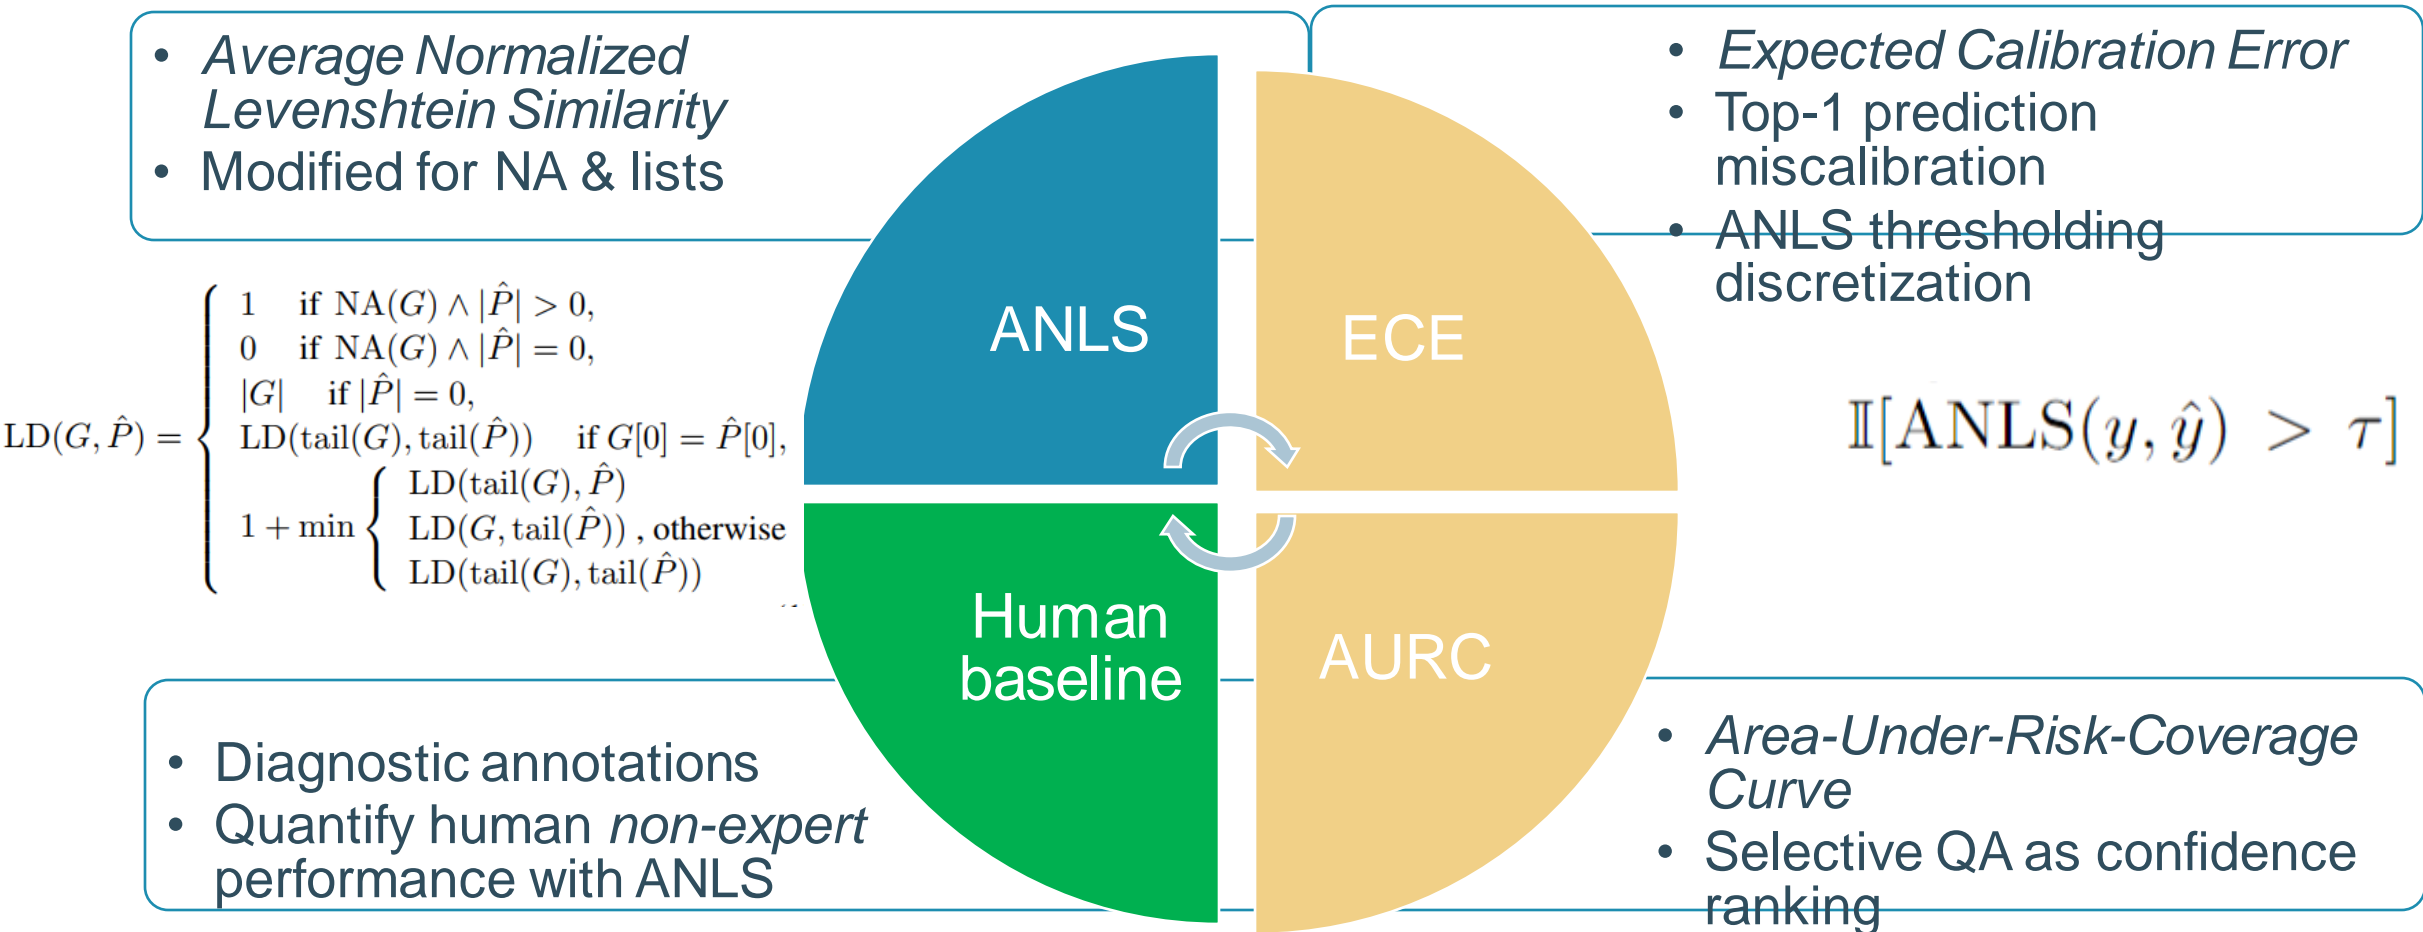 • Average Normalized
Levenshtein Similarity
• Modified for NA & lists
• Expected Calibration Error
• Top-1 prediction
miscalibration
• ANLS thresholding
discretization
LD(G, P̂) =
1 if NA(G) ∧ |P̂| > 0,
0 if NA(G) ∧ |P̂| = 0,
|G| if |P̂| = 0,
LD(tail(G), tail(P̂)) if G[0] = P̂[0],
1 + min
LD(tail(G), P̂)
LD(G, tail(P̂)) , otherwise
LD(tail(G), tail(P̂))
ANLS
ECE
𝕀[ANLS(y, ŷ) > τ]
Human
baseline
AURC
• Diagnostic annotations
• Quantify human non-expert
performance with ANLS
• Area-Under-Risk-Coverage
Curve
• Selective QA as confidence
ranking